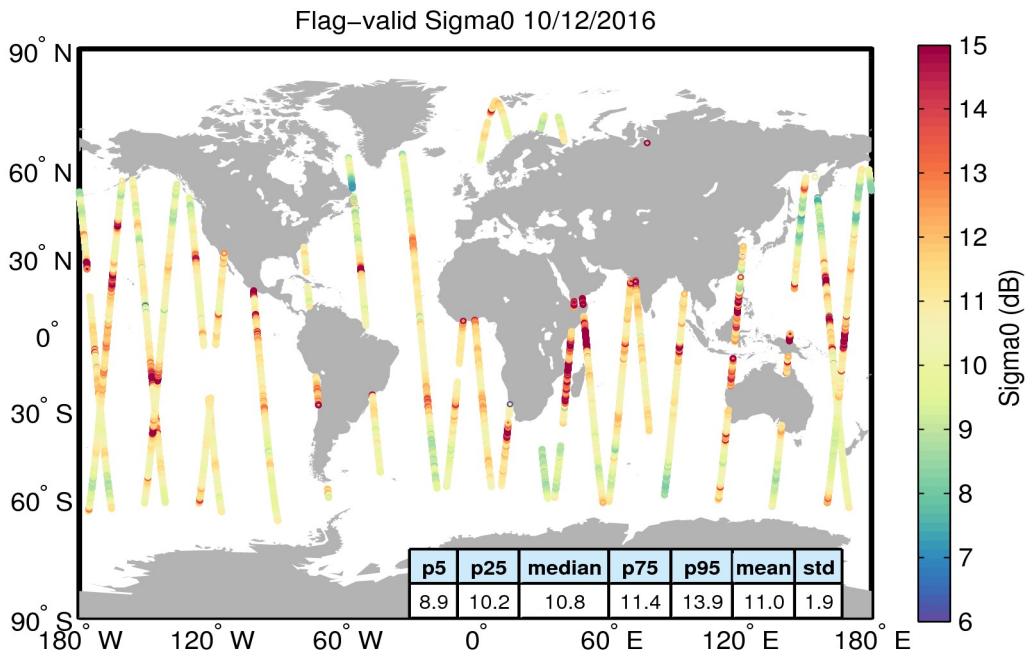 Flag−valid Sigma0 10/12/2016
90° N
60° N
30° N
0°
30° S
60° S
90° S
180° W
120° W
60° W
0°
60° E
120° E
180° E
15
14
13
12
11
10
9
8
7
6
Sigma0 (dB)
p5 p25 median p75 p95 mean std
8.9 10.2 10.8 11.4 13.9 11.0 1.9